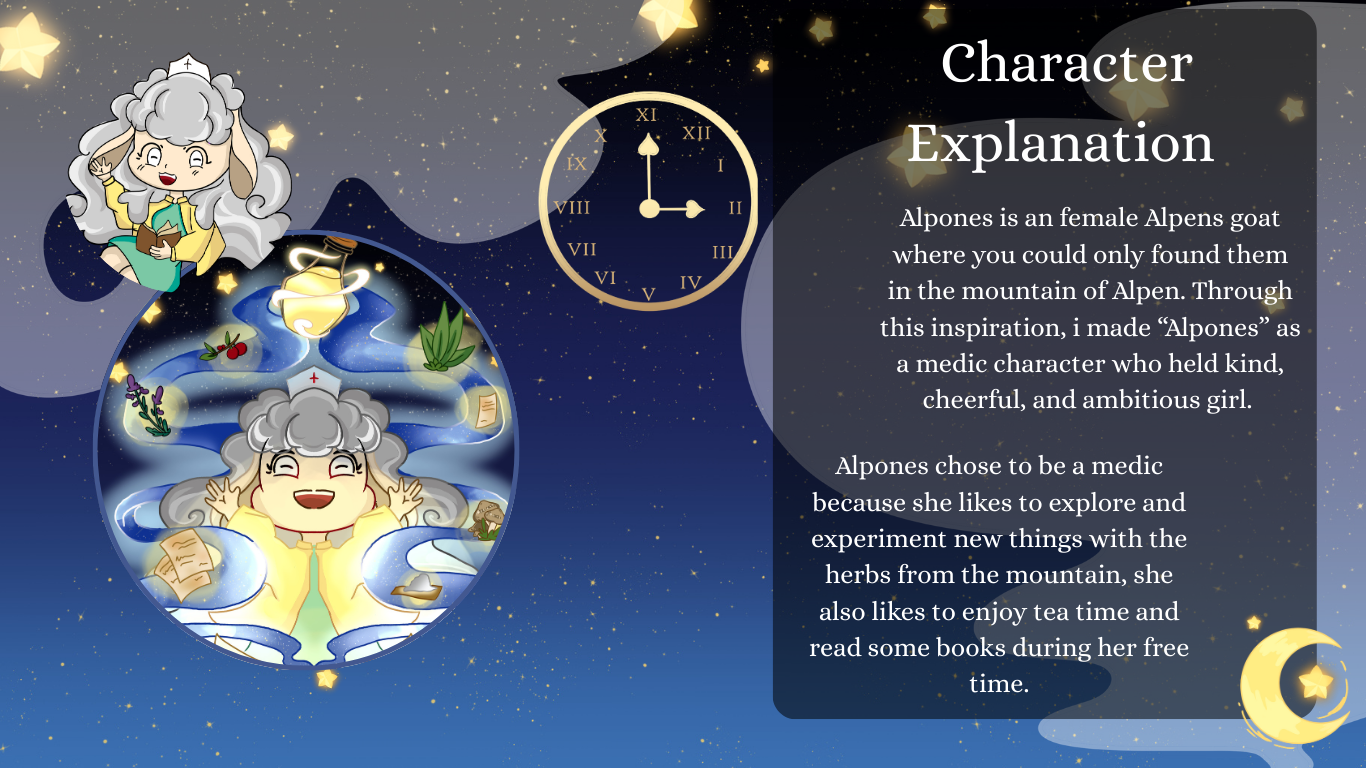 Character
Explanation
Alpones is an female Alpens goat
where you could only found them
in the mountain of Alpen. Through
this inspiration, i made “Alpones” as
a medic character who held kind,
cheerful, and ambitious girl.
Alpones chose to be a medic
because she likes to explore and
experiment new things with the
herbs from the mountain, she
also likes to enjoy tea time and
read some books during her free
time.
XI
XII
I
II
III
IV
V
VI
VII
VIII
IX
X